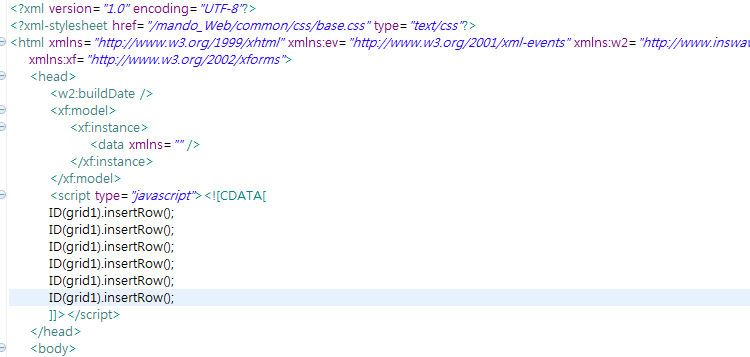 <?xml version="1.0" encoding="UTF-8"?>
<?xml-stylesheet href="/mando_Web/common/css/base.css" type="text/css"?>
<html xmlns="http://www.w3.org/1999/xhtml" xmlns:ev="http://www.w3.org/2001/xml-events" xmlns:w2="http://www.inswav
xmlns:xf="http://www.w3.org/2002/xforms">
<head>
<w2:buildDate />
<xf:model>
<xf:instance>
<data xmlns="" />
</xf:instance>
</xf:model>
<script type="javascript"><![CDATA[
ID(grid1).insertRow();
ID(grid1).insertRow();
ID(grid1).insertRow();
ID(grid1).insertRow();
ID(grid1).insertRow();
ID(grid1).insertRow();
]]></script>
</head>
<body>